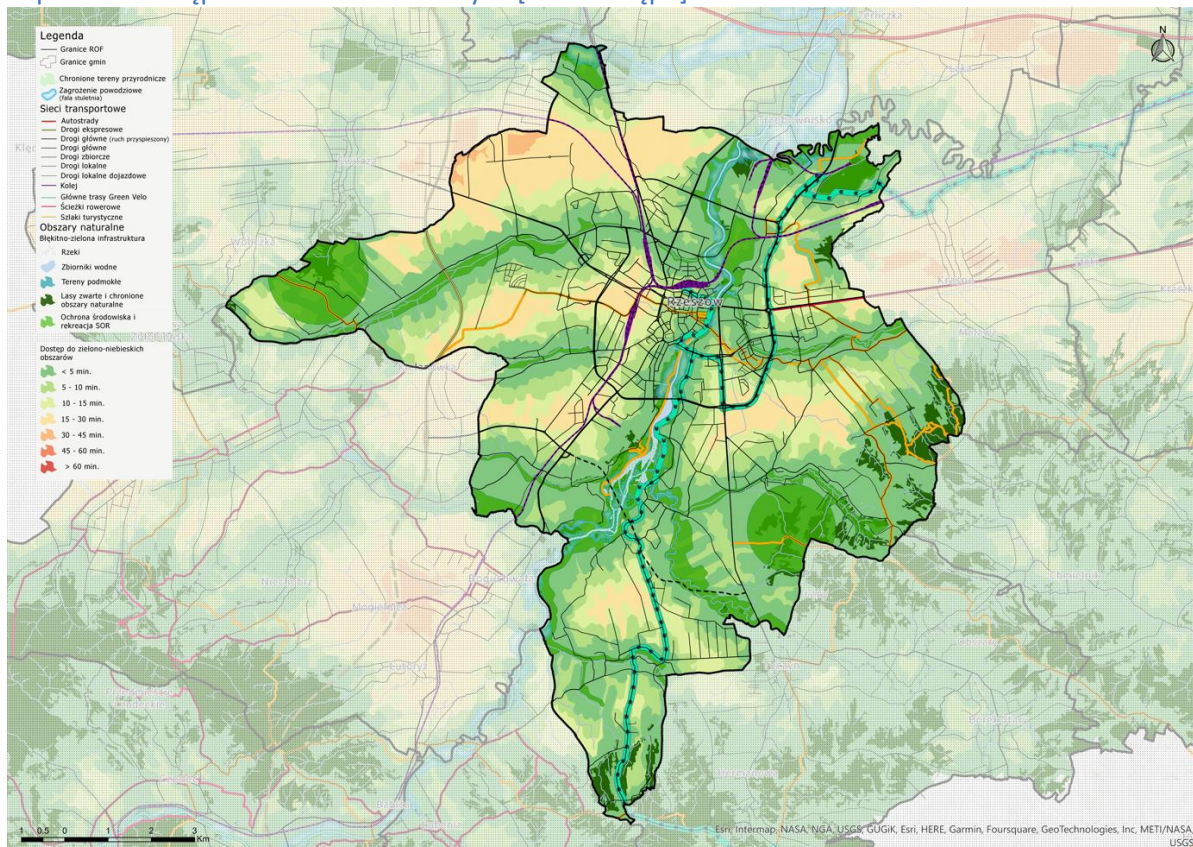 Legenda
Granice ROF
Granice gmin
Chronione tereny przyrodnicze
Zagrożenie powodziowe
(fala stuletnia)
Sieci transportowe
Autostrady
Drogi ekspresowe
Drogi główne (ruch przyspieszony)
Drogi główne
Drogi zbiorcze
Drogi lokalne
Drogi lokalne dojazdowe
Kolej
Główne trasy Green Velo
Ścieżki rowerowe
Szlaki turystyczne
Obszary naturalne
Błękitno-zielona infrastruktura
Rzeki
Zbiorniki wodne
Tereny podmokłe
Lasy zwarte i chronione
obszary naturalne
Ochrona środowiska i
rekreacja SOR
Dostęp do zielono-niebieskich
obszarów
< 5 min.
5 - 10 min.
10 - 15 min.
15 - 30 min.
30 - 45 min.
45 - 60 min.
> 60 min.
N
Rzeszów
Krasne
Boguchwała
Mogielnica
Lutoryż
1 0.5 0 1 2 3
Km
Esri, Intermap, NASA, NGA, USGS, GUGiK, Esri, HERE, Garmin, Foursquare, GeoTechnologies, Inc, METI/NASA,
USGS